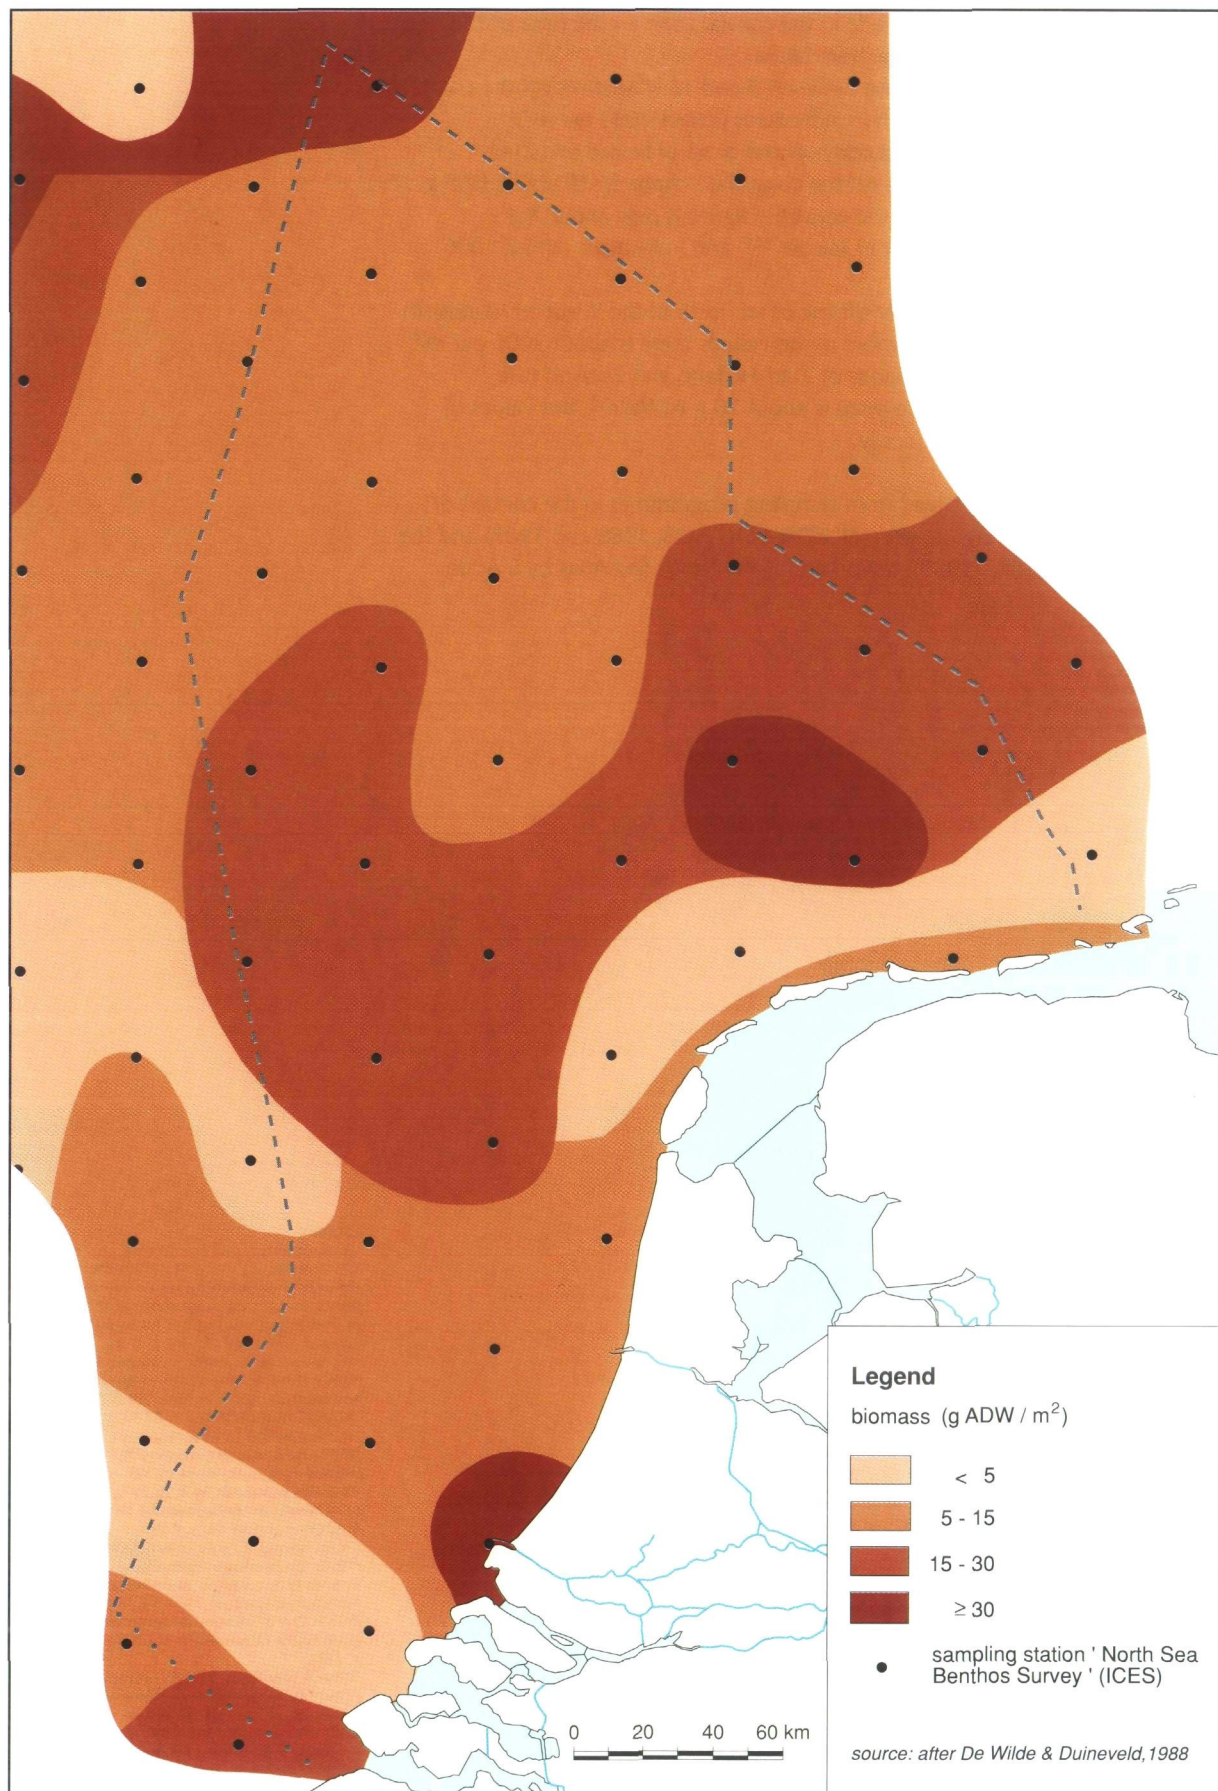 Legend
biomass (g ADW / m²)
< 5
5 - 15
15 - 30
≥ 30
sampling station ' North Sea
Benthos Survey ' (ICES)
0 20 40 60 km
source: after De Wilde & Duineveld,1988